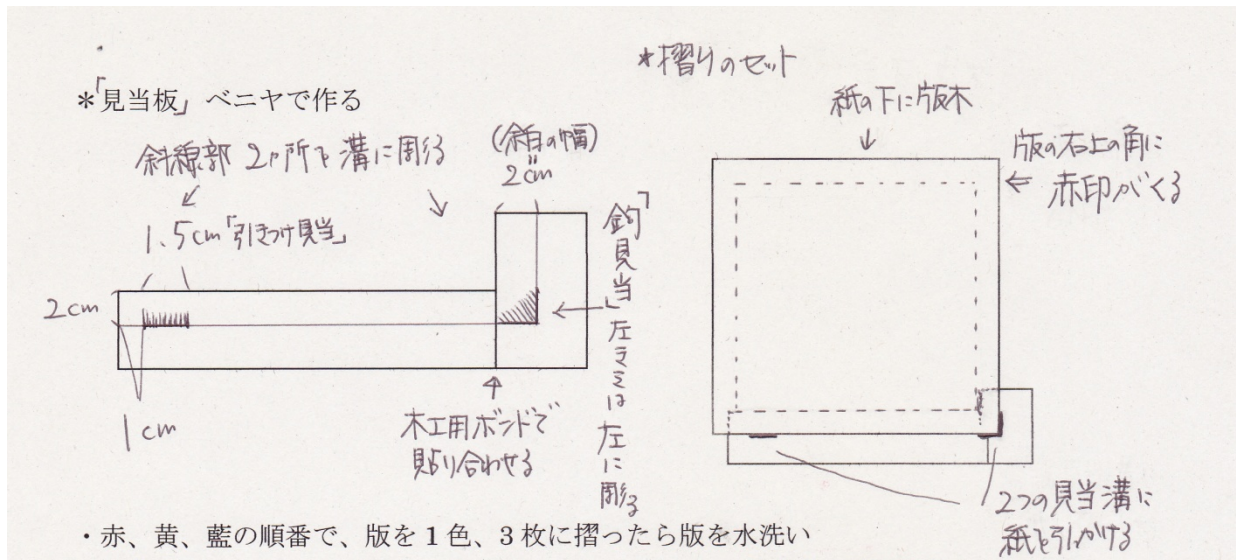 *「見当板」ベニヤで作る
斜線部 2ヶ所を溝に彫る
(余白の幅)
"
2cm
1.5cm「引きつけ見当」
2cm
1cm
「鈎見当」
左ききは左に彫る
木工用ボンドで
貼り合わせる
*摺りのセット
紙の下に版木
版の右上の角に
赤印がくる
2つの見当溝に
紙を引っかける
・赤、黄、藍の順番で、版を1色、3枚に摺ったら版を水洗い